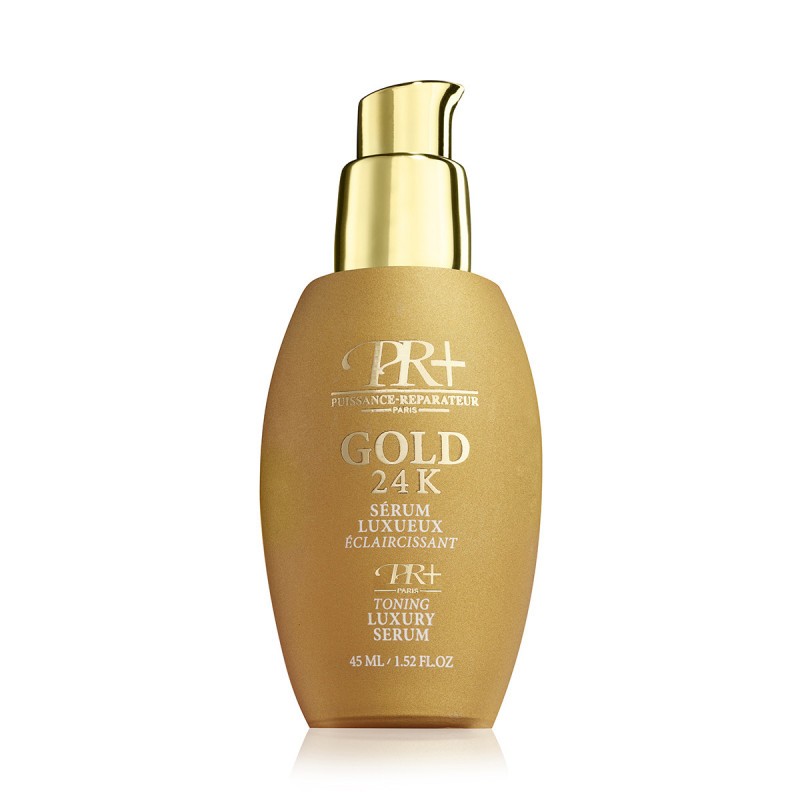 PR+
PUISSANCE-REPARATEUR
PARIS
GOLD
24 K
SÉRUM
LUXUEUX
ÉCLAIRCISSANT
PR+
PARIS
TONING
LUXURY
SERUM
45 ML / 1.52 FL.OZ